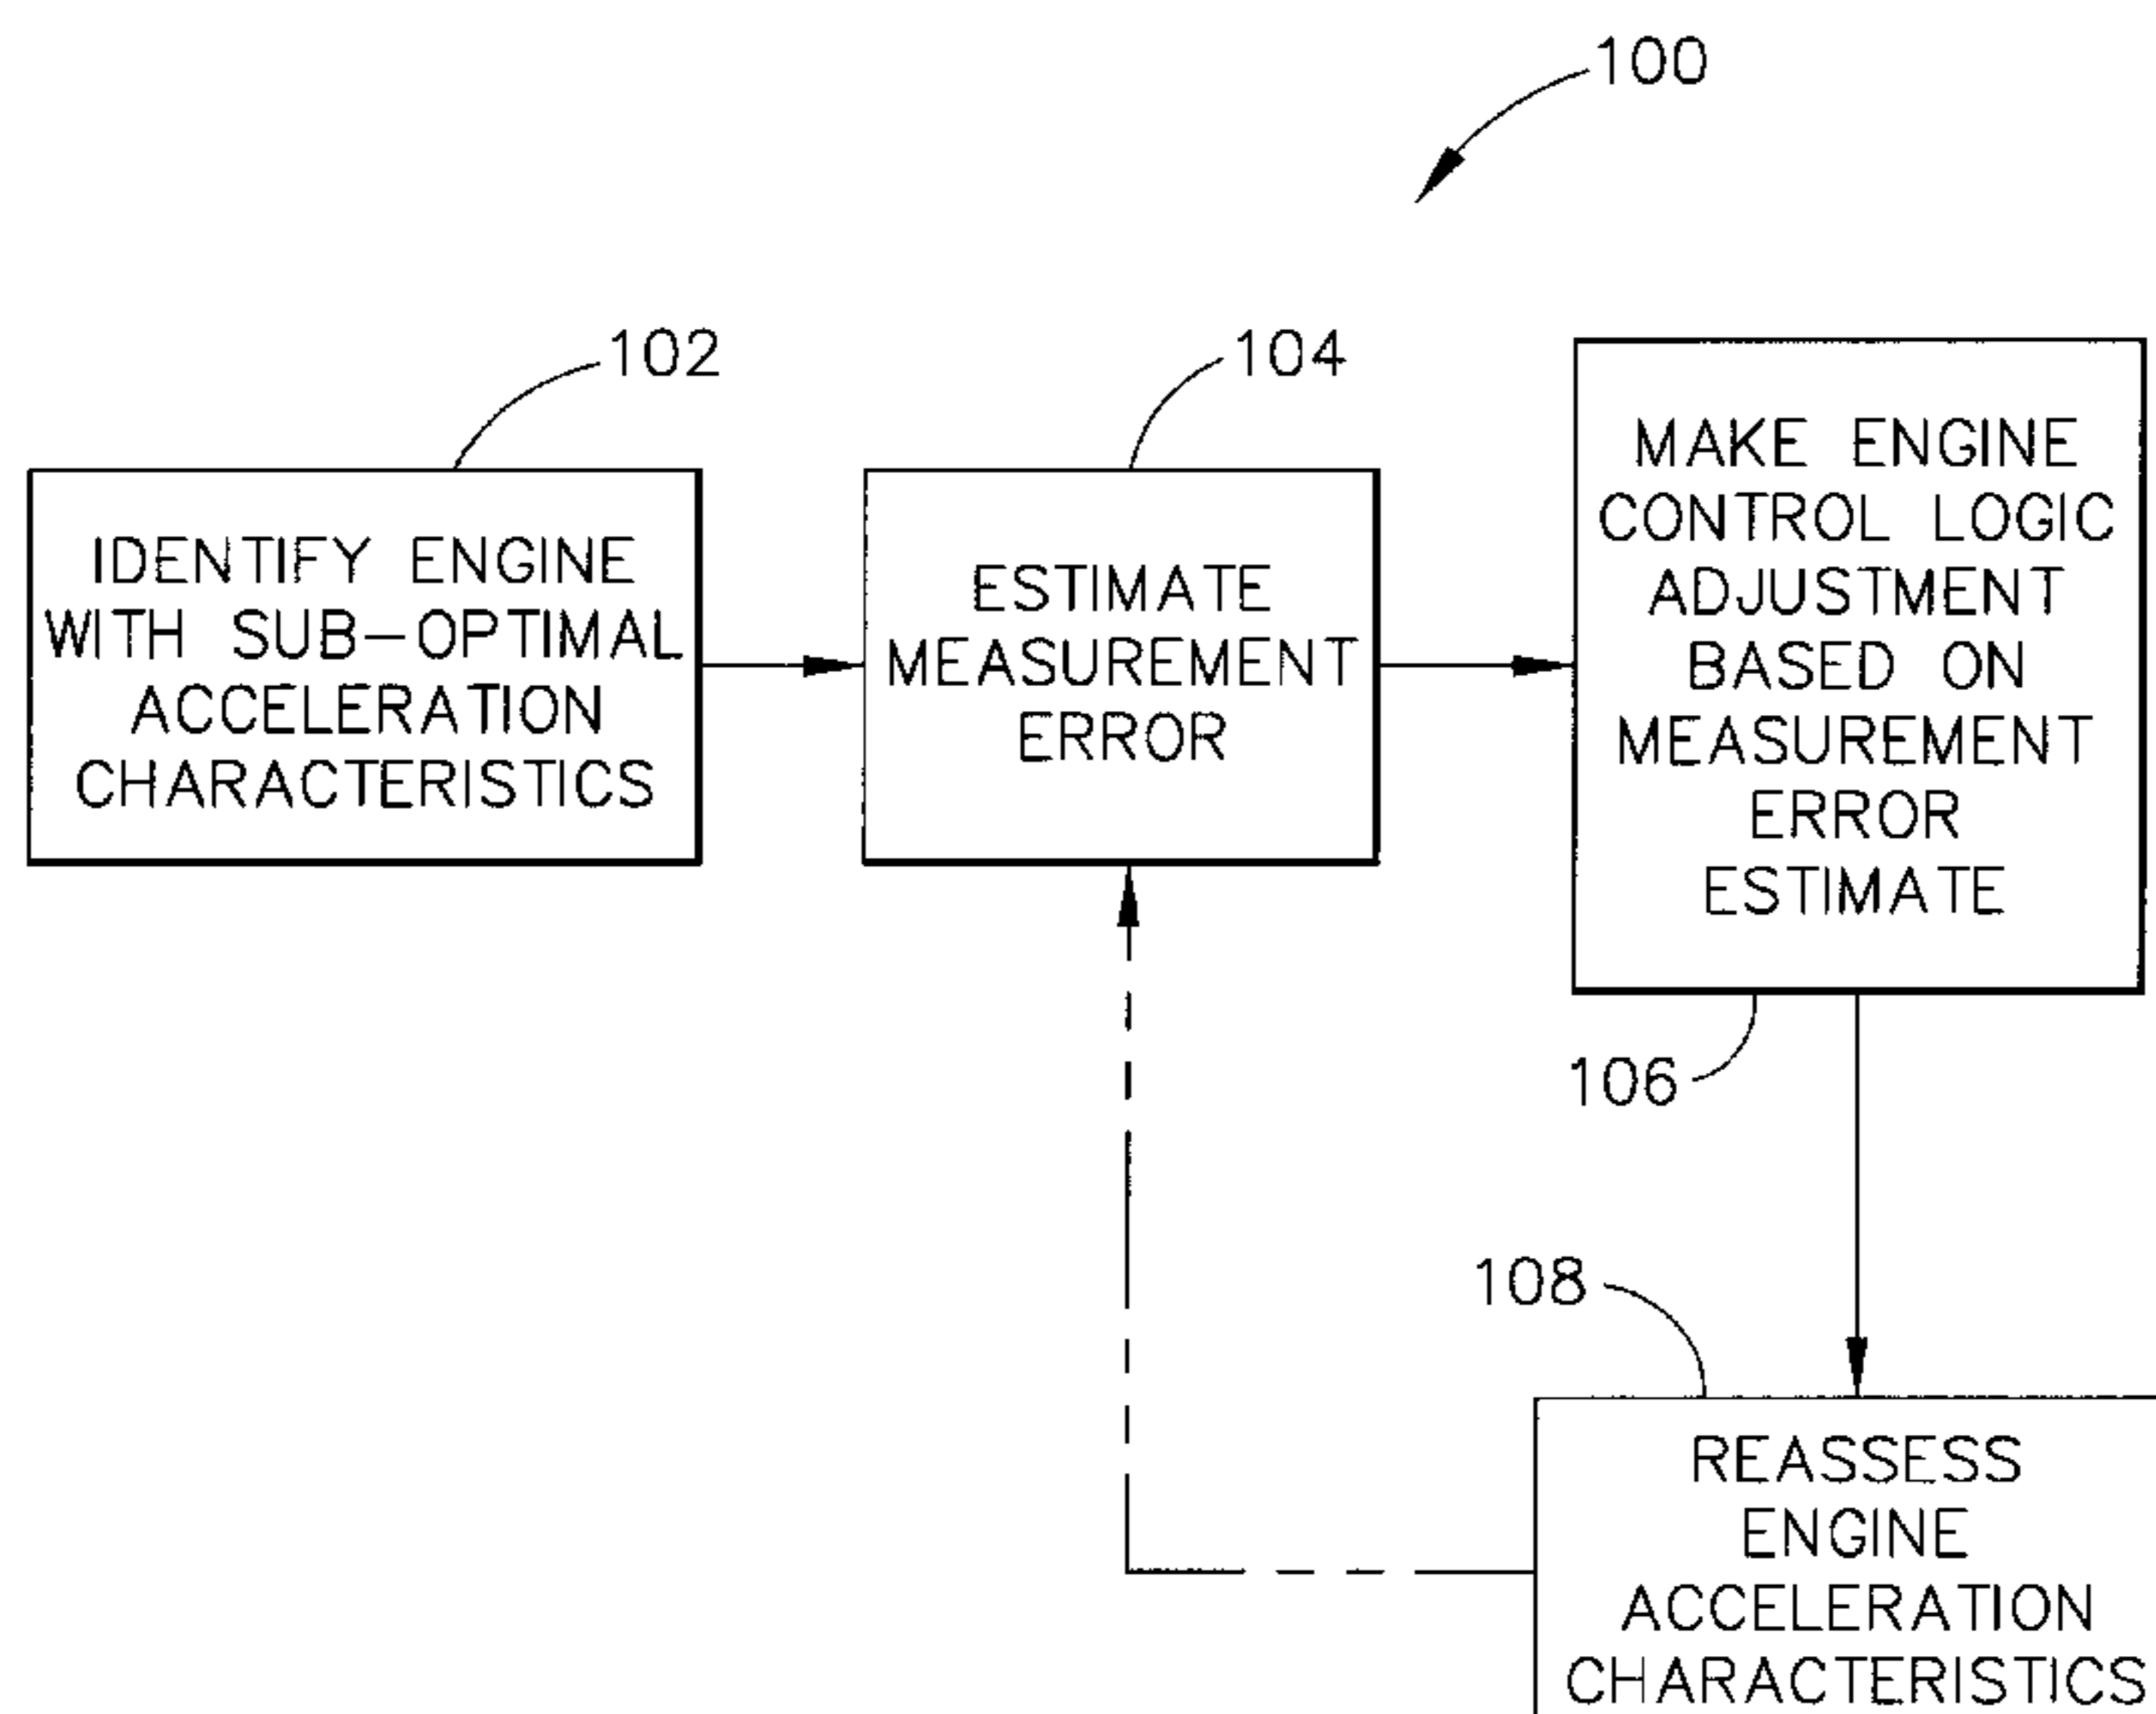 100
102
IDENTIFY ENGINE
WITH SUB-OPTIMAL
ACCELERATION
CHARACTERISTICS
104
ESTIMATE
MEASUREMENT
ERROR
MAKE ENGINE
CONTROL LOGIC
ADJUSTMENT
BASED ON
MEASUREMENT
ERROR
ESTIMATE
106
108
REASSESS
ENGINE
ACCELERATION
CHARACTERISTICS